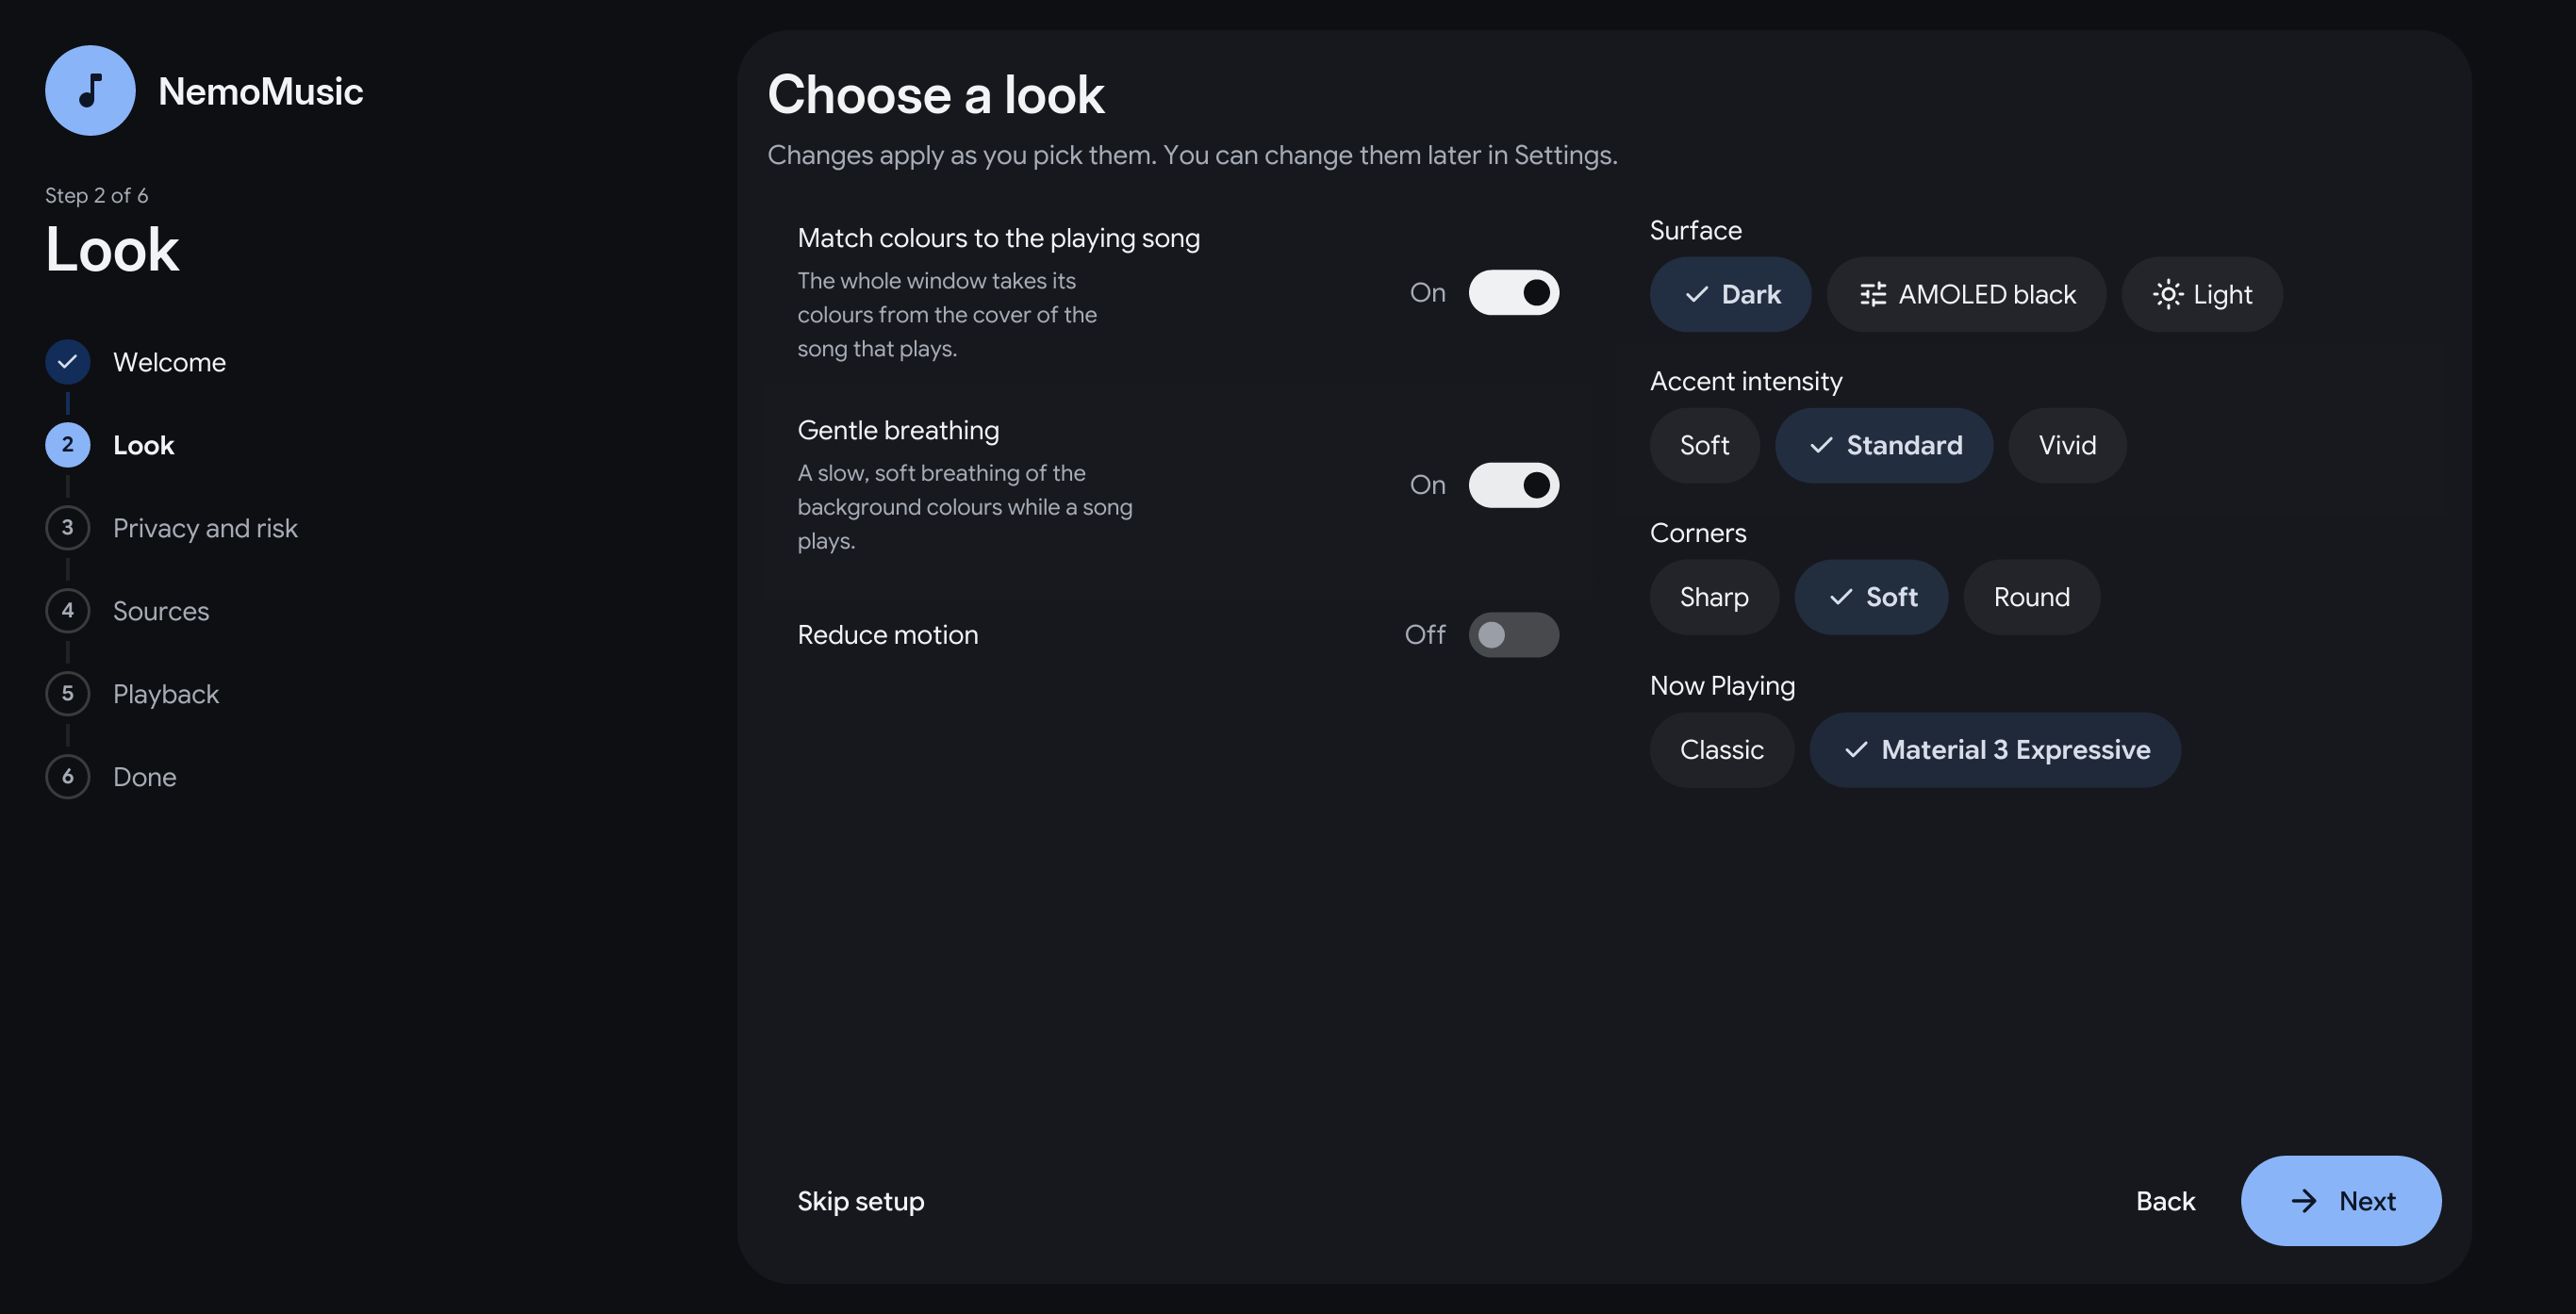 NemoMusic
Step 2 of 6
Look
Welcome
2 Look
3 Privacy and risk
4 Sources
5 Playback
6 Done
Choose a look
Changes apply as you pick them. You can change them later in Settings.
Match colours to the playing song
The whole window takes its
colours from the cover of the
song that plays.
On
Gentle breathing
A slow, soft breathing of the
background colours while a song
plays.
On
Reduce motion
Off
Surface
Dark AMOLED black Light
Accent intensity
Soft Standard Vivid
Corners
Sharp Soft Round
Now Playing
Classic Material 3 Expressive
Skip setup
Back Next